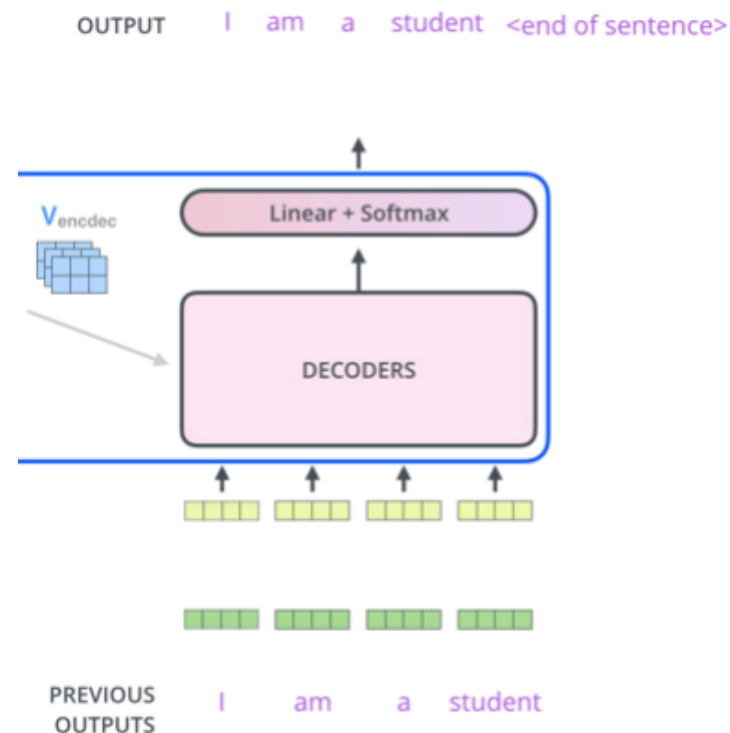 OUTPUT I am a student <end of sentence>
Vencdec
Linear + Softmax
DECODERS
PREVIOUS
OUTPUTS
I am a student